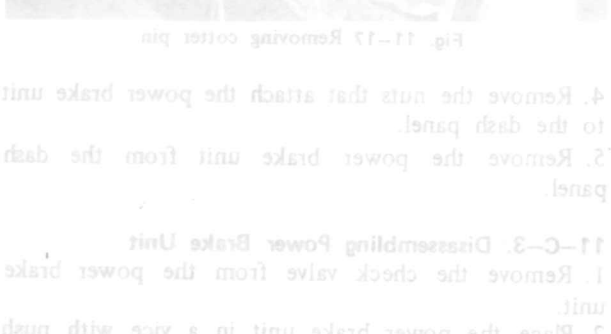 Fig. 11–17 Removing cotter pin.
4. Remove the nuts that attach the power brake unit
to the dash panel.
5. Remove the power brake unit from the dash
panel.
11–C–3. Disassembling Power Brake Unit
1. Remove the check valve from the power brake
unit.
2. Place the power brake unit in a vice with push